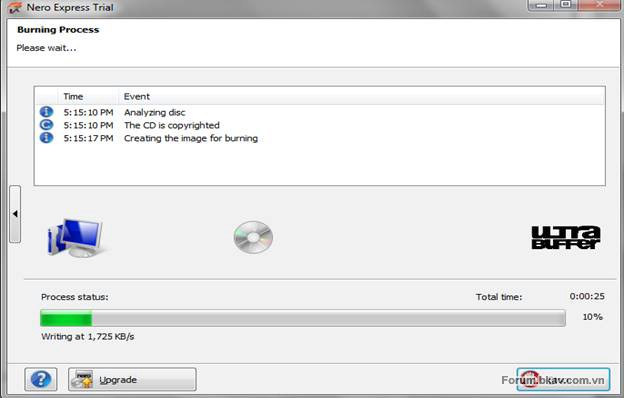 Nero Express Trial
Burning Process
Please wait...
Time Event
5:15:10 PM Analyzing disc
5:15:10 PM The CD is copyrighted
5:15:17 PM Creating the image for burning
ULTRA
BUFFER
Process status: Total time: 0:00:25
10%
Writing at 1,725 KB/s
nero
Upgrade
Forum.bkav.com.vn